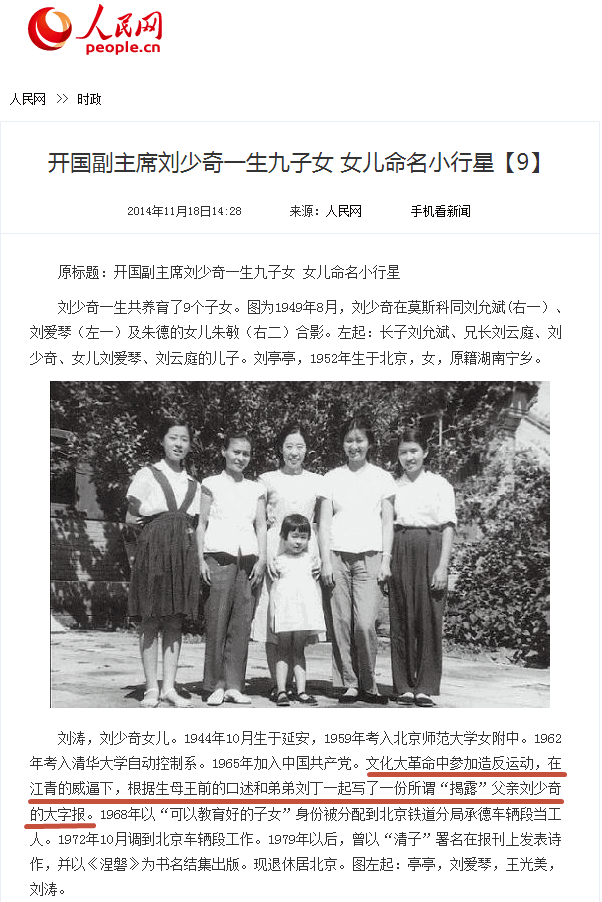 人民网
people.cn
人民网 >> 时政
开国副主席刘少奇一生九子女 女儿命名小行星【9】
2014年11月18日14:28 来源：人民网 手机看新闻
原标题：开国副主席刘少奇一生九子女 女儿命名小行星
刘少奇一生共养育了9个子女。图为1949年8月，刘少奇在莫斯科同刘允斌(右一）、
刘爱琴（左一）及朱德的女儿朱敏（右二）合影。左起：长子刘允斌、兄长刘云庭、刘
少奇、女儿刘爱琴、刘云庭的儿子。刘亭亭，1952年生于北京，女，原籍湖南宁乡。
刘涛，刘少奇女儿。1944年10月生于延安，1959年考入北京师范大学女附中。1962
年考入清华大学自动控制系。1965年加入中国共产党。文化大革命中参加造反运动，在
江青的威逼下，根据生母王前的口述和弟弟刘丁一起写了一份所谓“揭露”父亲刘少奇
的大字报。1968年以“可以教育好的子女”身份被分配到北京铁道分局承德车辆段当工
人。1972年10月调到北京车辆段工作。1979年以后，曾以“清子”署名在报刊上发表诗
作，并以《涅磐》为书名结集出版。现退休居北京。图左起：亭亭，刘爱琴，王光美，
刘涛。